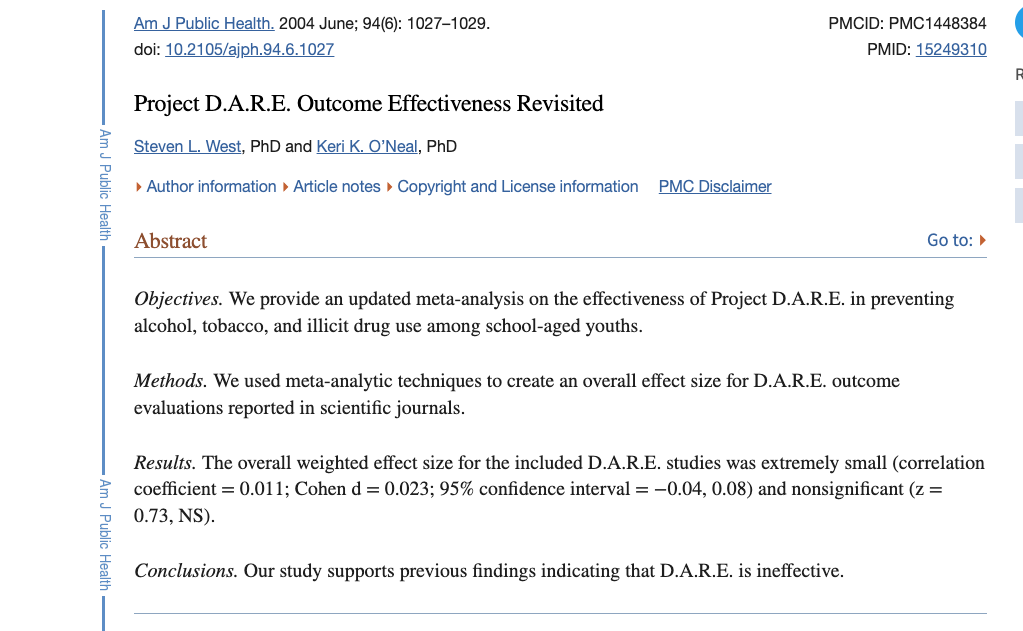 Am J Public Health. 2004 June; 94(6): 1027–1029.
PMCID: PMC1448384
doi: 10.2105/ajph.94.6.1027
PMID: 15249310
Project D.A.R.E. Outcome Effectiveness Revisited
Steven L. West, PhD and Keri K. O’Neal, PhD
Author information Article notes Copyright and License information PMC Disclaimer
Abstract
Go to:
Objectives. We provide an updated meta-analysis on the effectiveness of Project D.A.R.E. in preventing
alcohol, tobacco, and illicit drug use among school-aged youths.
Methods. We used meta-analytic techniques to create an overall effect size for D.A.R.E. outcome
evaluations reported in scientific journals.
Results. The overall weighted effect size for the included D.A.R.E. studies was extremely small (correlation
coefficient = 0.011; Cohen d = 0.023; 95% confidence interval = −0.04, 0.08) and nonsignificant (z =
0.73, NS).
Conclusions. Our study supports previous findings indicating that D.A.R.E. is ineffective.
Am J Public Health
Am J Public Health
R